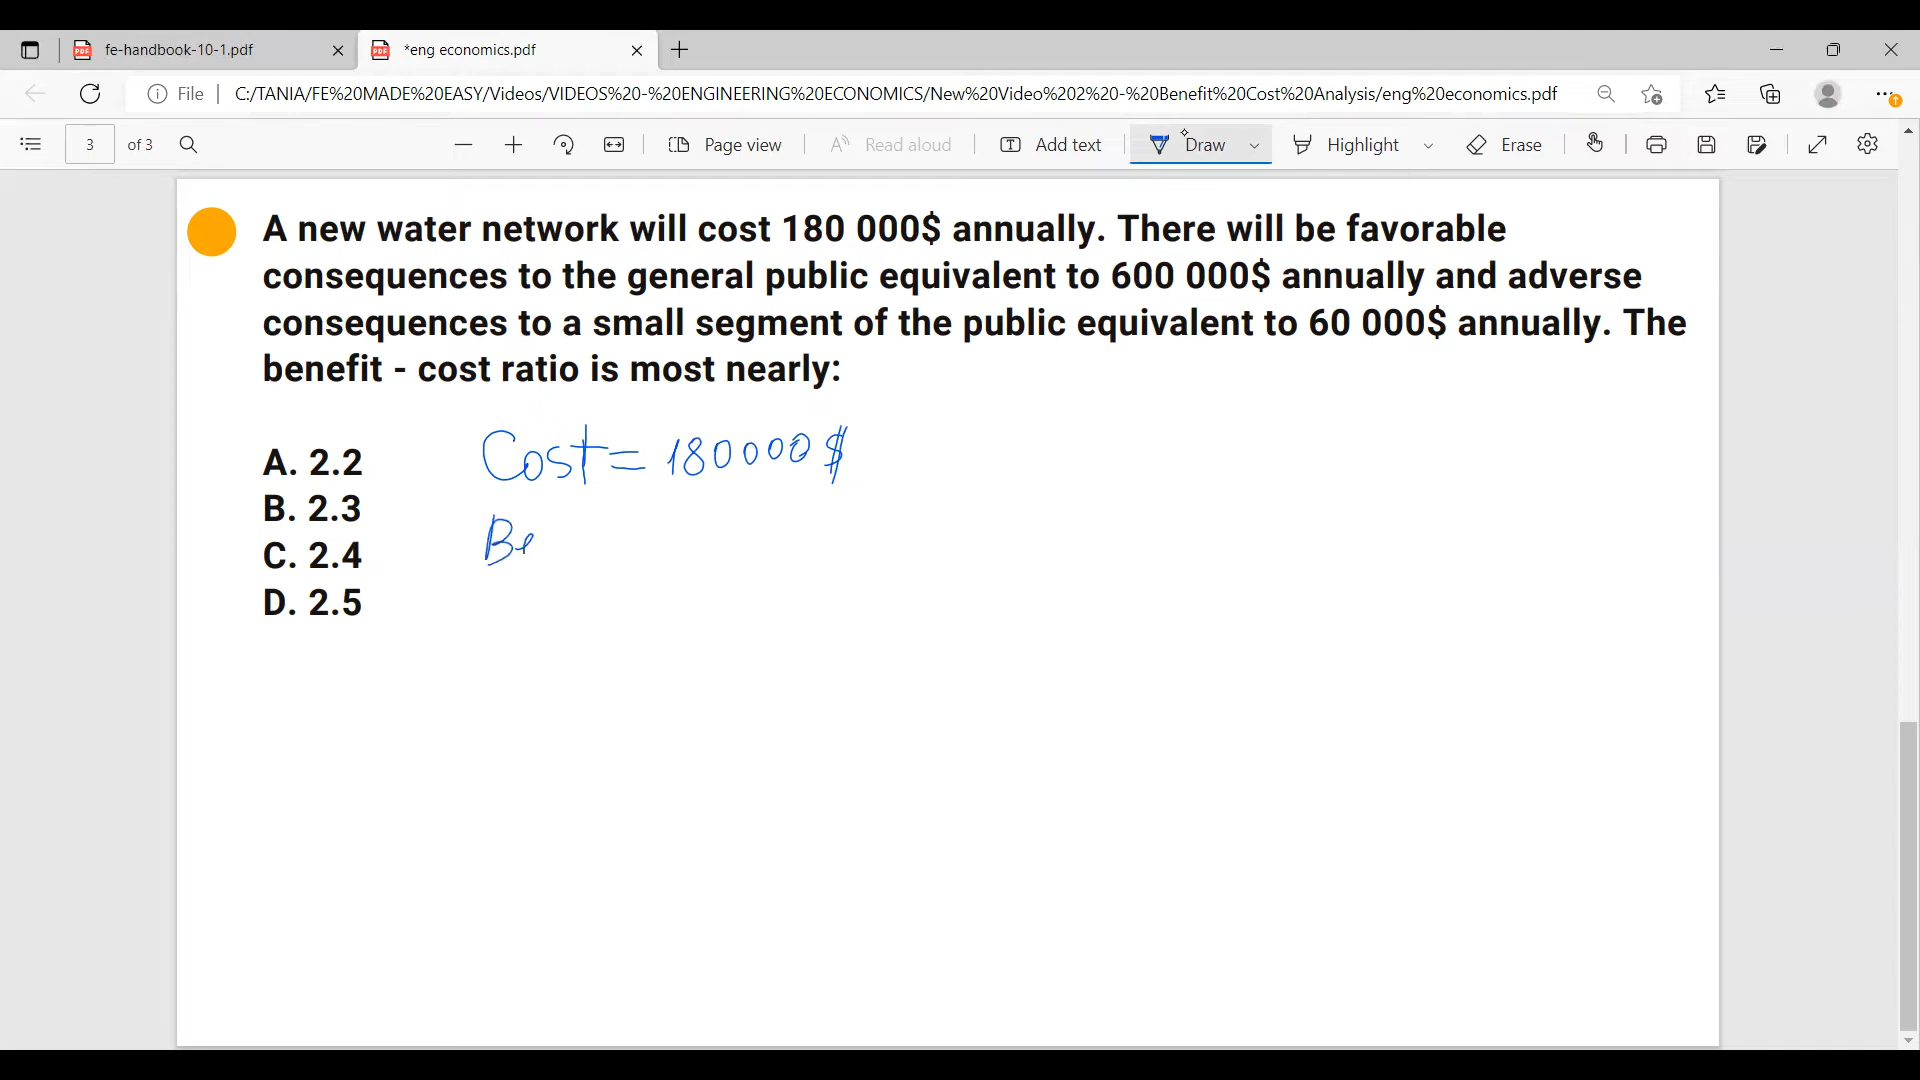 fe-handbook-10-1.pdf
*eng economics.pdf
File
C:/TANIA/FE%20MADE%20EASY/Videos/VIDEOS%20-%20ENGINEERING%20ECONOMICS/New%20Video%202%20-%20Benefit%20Cost%20Analysis/eng%20economics.pdf
3 of 3 Page view Read aloud Add text Draw Highlight Erase
A new water network will cost 180 000$ annually. There will be favorable
consequences to the general public equivalent to 600 000$ annually and adverse
consequences to a small segment of the public equivalent to 60 000$ annually. The
benefit - cost ratio is most nearly:
A. 2.2
B. 2.3
C. 2.4
D. 2.5
Cost = 180000 $
Be